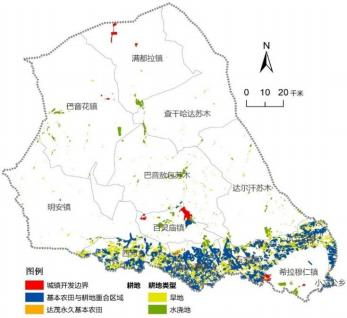 满都拉镇
N
0 10 20 千米
巴音花镇
查干哈达苏木
巴音敖包苏木
达尔汗苏木
明安镇
百灵庙镇
希拉穆仁镇
图例
城镇开发边界
耕地 耕地类型
基本农田与耕地重合区域
旱地
达茂永久基本农田
水浇地